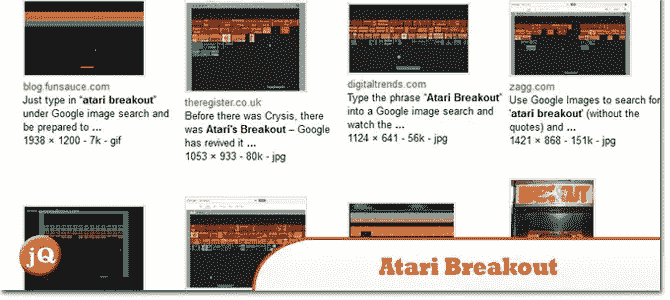 blog.funsauce.com
Just type in "atari breakout"
under Google image search and
be prepared to ...
1938 × 1200 - 7k - gif
theregister.co.uk
Before there was Crysis, there
was Atari's Breakout – Google
has revived it ...
1053 × 933 - 80k - jpg
digitaltrends.com
Type the phrase "Atari Breakout"
into a Google image search and
watch the ...
1124 × 641 - 56k - jpg
zagg.com
Use Google Images to search for
'atari breakout' (without the
quotes) and ...
1421 × 868 - 151k - jpg
jQ
Atari Breakout